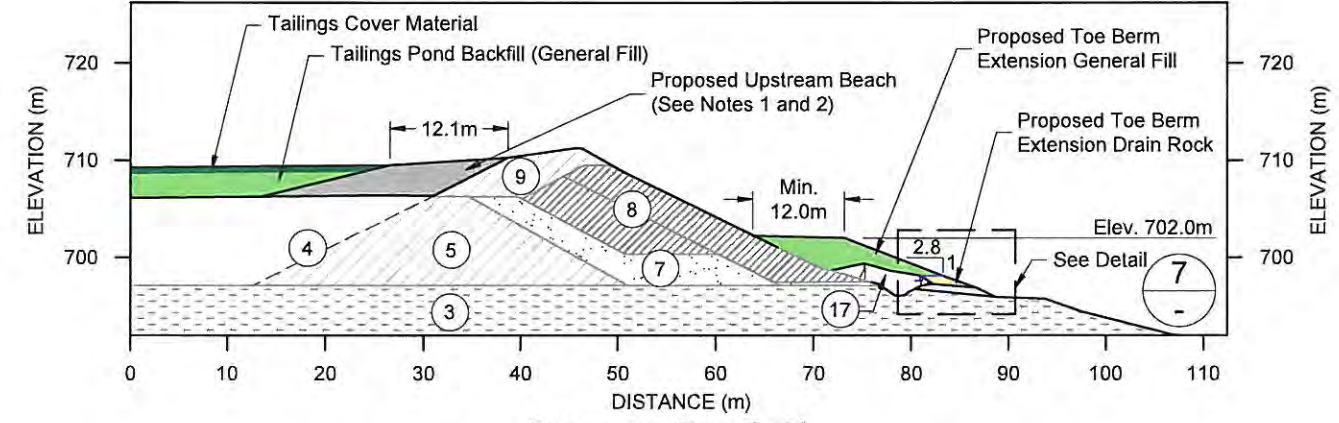 Tailings Cover Material
Tailings Pond Backfill (General Fill)
Proposed Upstream Beach
(See Notes 1 and 2)
Proposed Toe Berm
Extension General Fill
Proposed Toe Berm
Extension Drain Rock
12.1m
Min.
12.0m
Elev. 702.0m
2.8
1
See Detail
7
-
ELEVATION (m)
720
710
700
720
710
700
ELEVATION (m)
9
8
4
5
7
17
3
0 10 20 30 40 50 60 70 80 90 100 110
DISTANCE (m)